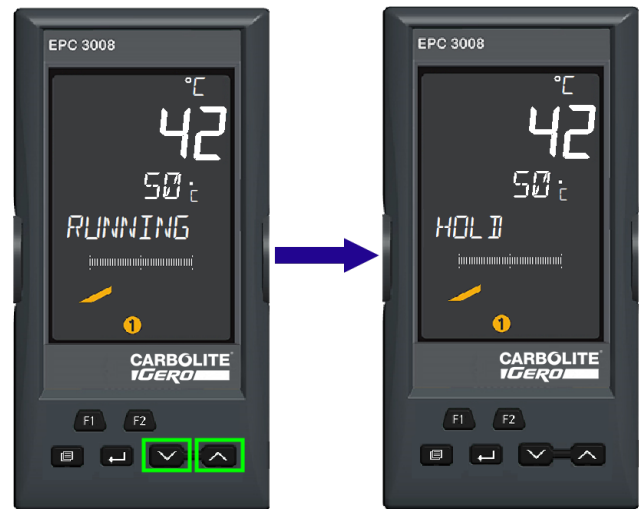 EPC 3008
°C
42
50 °C
RUNNING
1
CARBOLITE
GERO
F1 F2
EPC 3008
°C
42
50 °C
HOLD
1
CARBOLITE
GERO
F1 F2